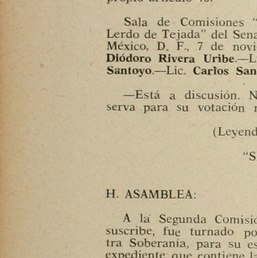 propio artículo
Sala de Comisiones "
Lerdo de Tejada" del Sena
México, D. F., 7 de novi
Diódoro Rivera Uribe.—L
Santoyo.—Lic. Carlos San
—Está a discusión. N
serva para su votación n
(Leyend
"S
H. ASAMBLEA:
A la Segunda Comisió
suscribe, fue turnado po
tra Soberanía, para su es
expediente que contiene l